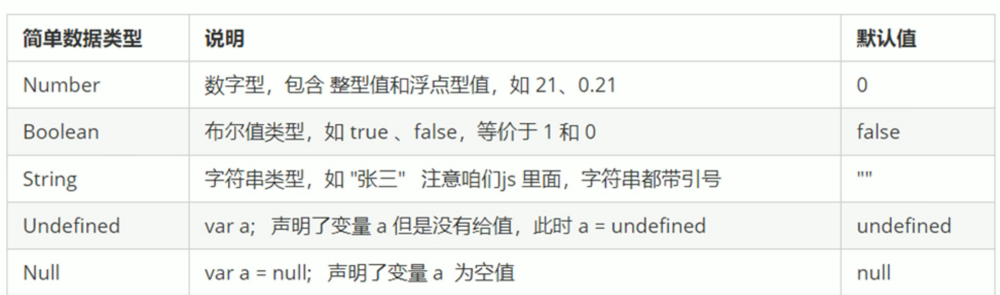 简单数据类型 说明 默认值
Number 数字型，包含 整型值和浮点型值，如 21、0.21 0
Boolean 布尔值类型，如 true 、false，等价于 1 和 0 false
String 字符串类型，如 "张三" 注意咱们js 里面，字符串都带引号 ""
Undefined var a; 声明了变量 a 但是没有给值，此时 a = undefined undefined
Null var a = null; 声明了变量 a 为空值 null